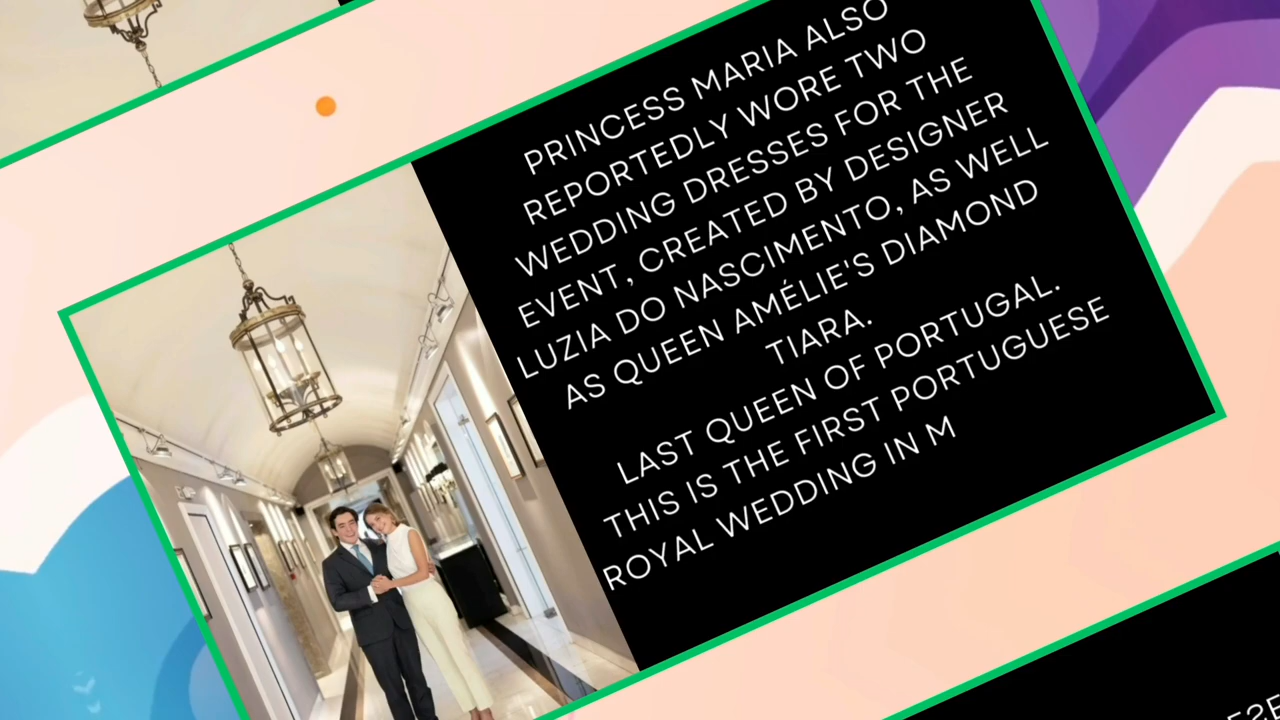 PRINCESS MARIA ALSO
REPORTEDLY WORE TWO
WEDDING DRESSES FOR THE
EVENT, CREATED BY DESIGNER
LUZIA DO NASCIMENTO, AS WELL
AS QUEEN AMÉLIE'S DIAMOND
TIARA.
LAST QUEEN OF PORTUGAL.
THIS IS THE FIRST PORTUGUESE
ROYAL WEDDING IN M